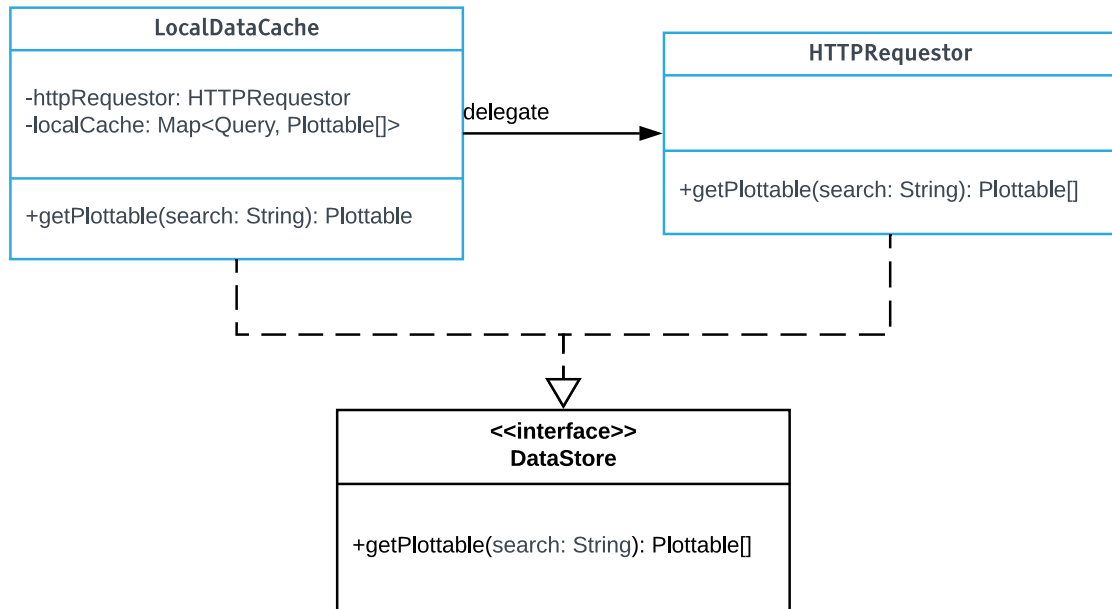 LocalDataCache
-httpRequestor: HTTPRequestor
-localCache: Map<Query, Plottable[]>
+getPlottable(search: String): Plottable
delegate
HTTPRequestor
+getPlottable(search: String): Plottable[]
<<interface>>
DataStore
+getPlottable(search: String): Plottable[]